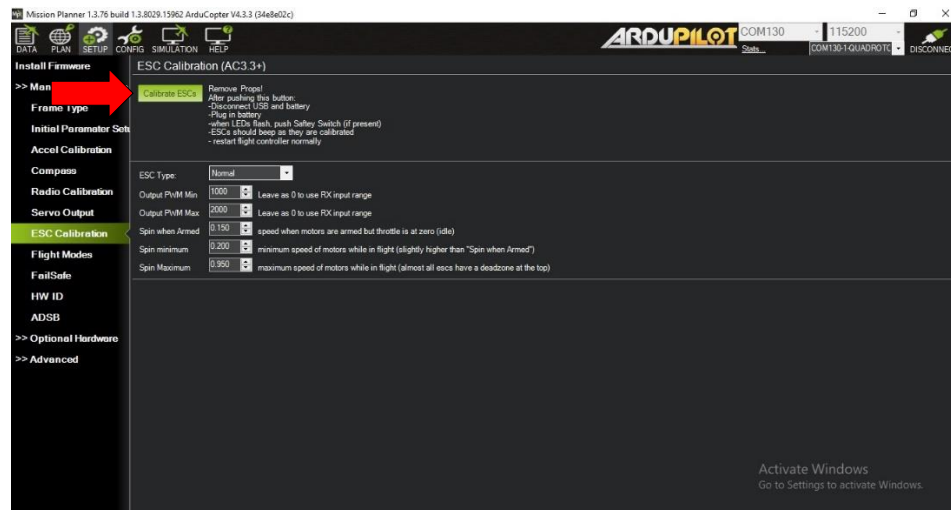 Mission Planner 1.3.76 build 1.3.8029.15962 ArduCopter V4.3.3 (34e8e02c)
DATA PLAN SETUP CONFIG SIMULATION HELP
ARDUPILOT
COM130 115200
Stats...
COM130-1-QUADROTC
DISCONNEC
Install Firmware
ESC Calibration (AC3.3+)
>> Man
Calibrate ESCs
Remove Props!
After pushing this button:
-Disconnect USB and battery
-Plug in battery
-when LEDs flash, push Saftey Switch (if present)
-ESCs should beep as they are calibrated
- restart flight controller normally
Frame Type
Initial Paramater Setu
Accel Calibration
Compass
Radio Calibration
Servo Output
ESC Calibration
Flight Modes
FailSafe
HW ID
ADSB
>> Optional Hardware
>> Advanced
ESC Type: Normal
Output PWM Min 1000 Leave as 0 to use RX input range
Output PWM Max 2000 Leave as 0 to use RX input range
Spin when Armed 0.150 speed when motors are armed but throttle is at zero (idle)
Spin minimum 0.200 minimum speed of motors while in flight (slightly higher than "Spin when Armed")
Spin Maximum 0.950 maximum speed of motors while in flight (almost all escs have a deadzone at the top)
Activate Windows
Go to Settings to activate Windows.